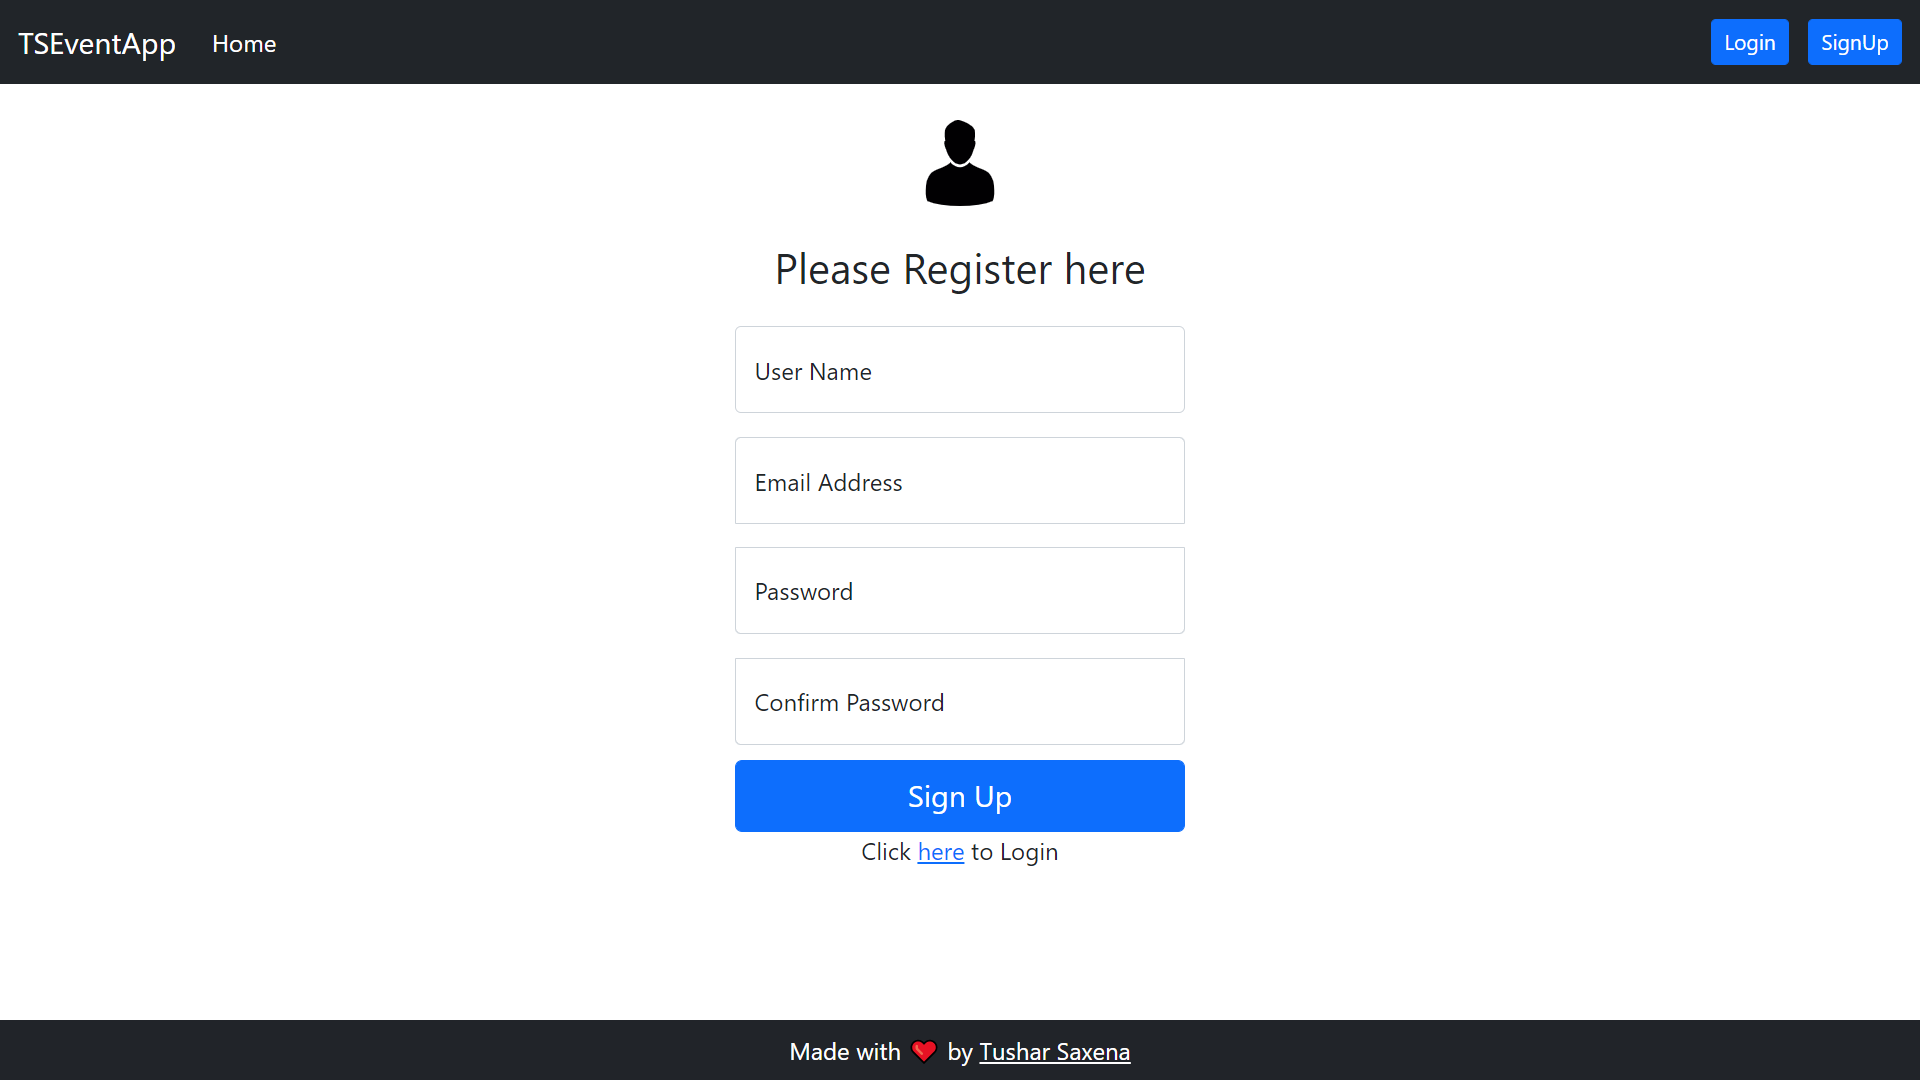 TSEventApp Home Login SignUp
Please Register here
User Name
Email Address
Password
Confirm Password
Sign Up
Click here to Login
Made with ❤ by Tushar Saxena